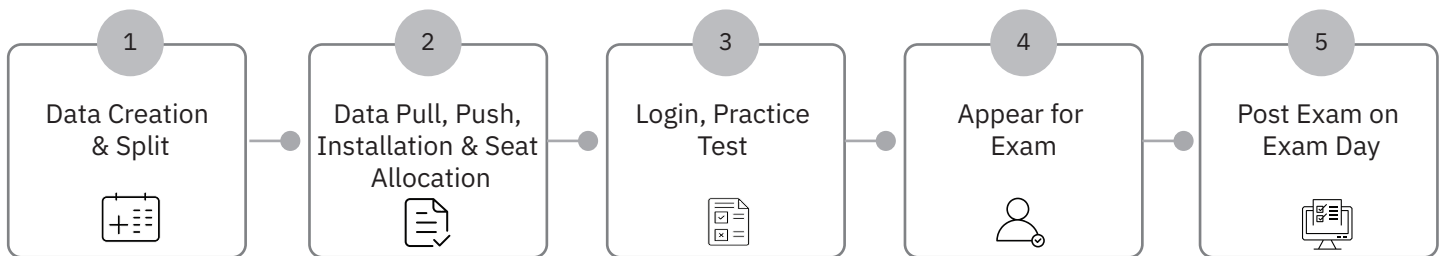 1
Data Creation
& Split
2
Data Pull, Push,
Installation & Seat
Allocation
3
Login, Practice
Test
4
Appear for
Exam
5
Post Exam on
Exam Day